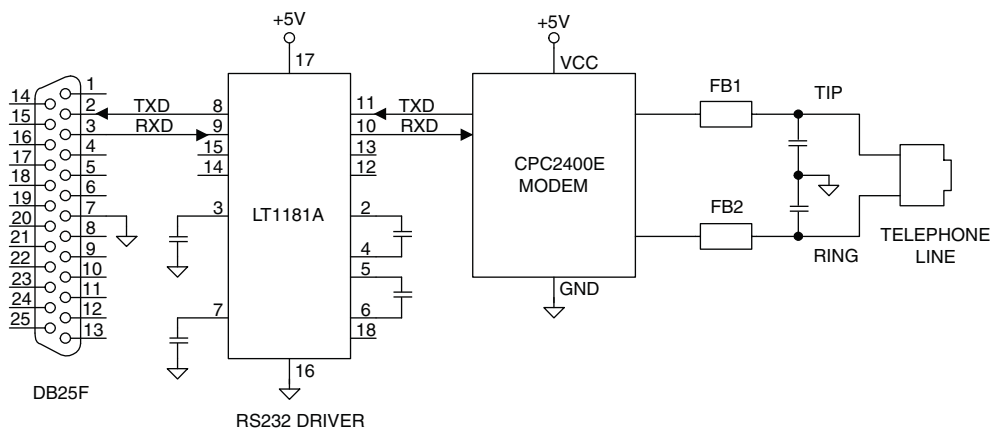 +5V
+5V
17
VCC
1
14
2
TXD
8
11
TXD
15
3
RXD
9
10
RXD
16
4
15
13
17
5
14
12
18
6
19
7
3
2
20
8
21
9
4
22
10
5
23
11
24
12
7
6
25
13
18
LT1181A
CPC2400E
MODEM
FB1
TIP
FB2
RING
TELEPHONE
LINE
GND
16
DB25F
RS232 DRIVER